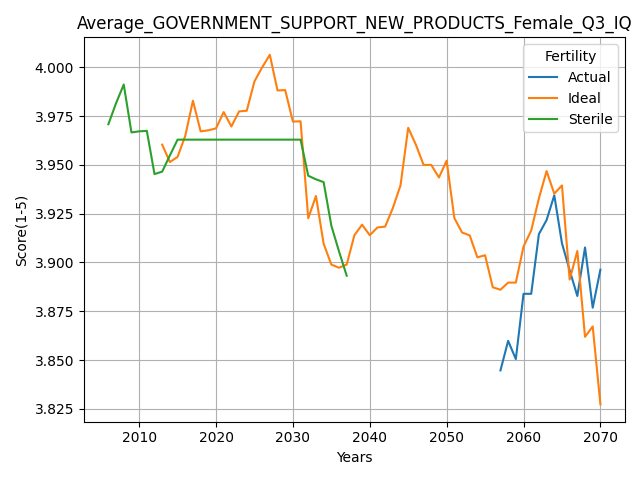 Average_GOVERNMENT_SUPPORT_NEW_PRODUCTS_Female_Q3_IQ
Fertility
Actual
Ideal
Sterile
Score(1-5)
4.000
3.975
3.950
3.925
3.900
3.875
3.850
3.825
2010 2020 2030 2040 2050 2060 2070
Years